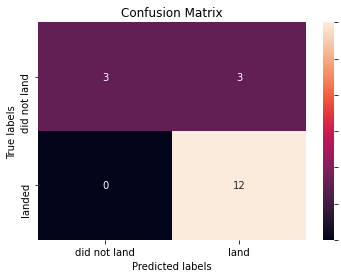 Confusion Matrix
True labels
did not land
3 3
landed
0 12
did not land land
Predicted labels